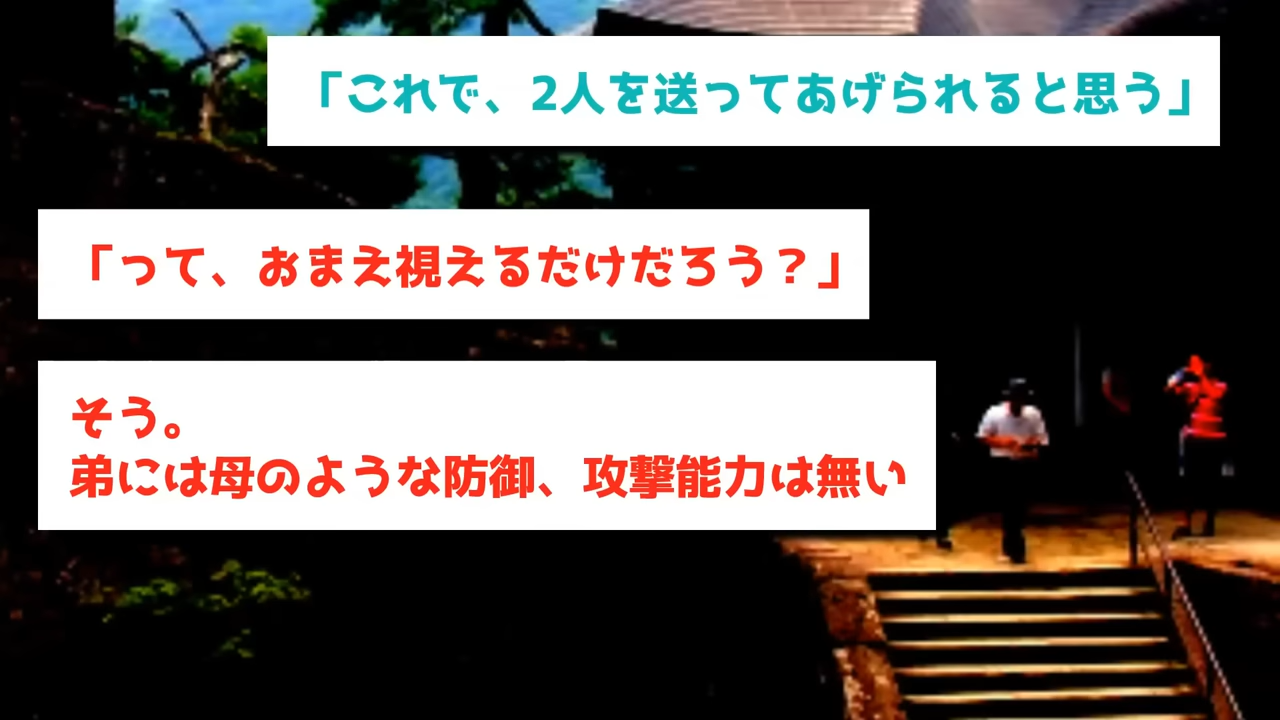 「これで、2人を送ってあげられると思う」
「って、おまえ視えるだけだろう？」
そう。
弟には母のような防御、攻撃能力は無い